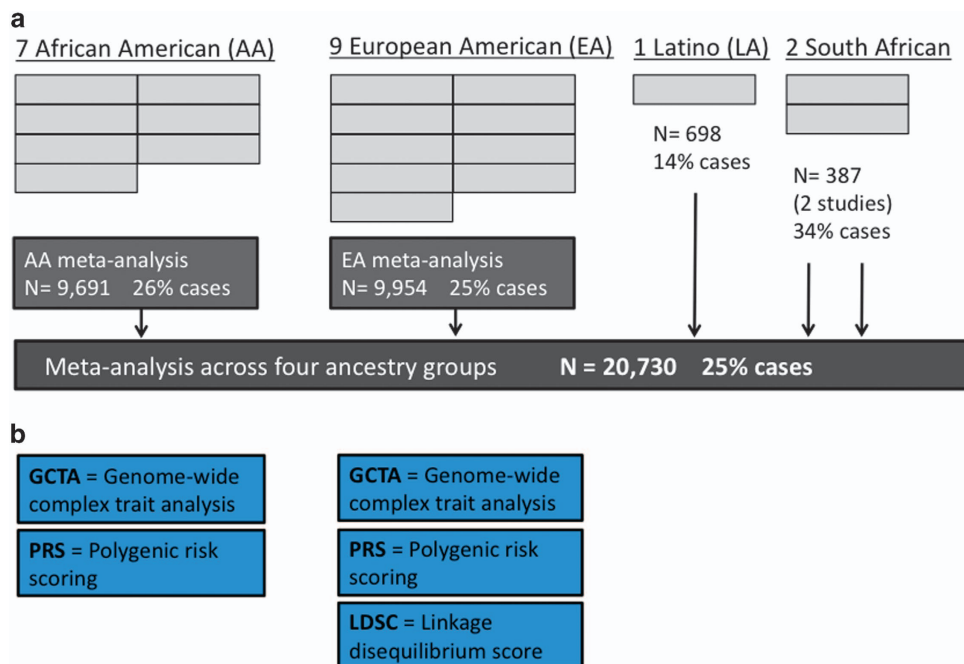 a
7 African American (AA)
9 European American (EA)
1 Latino (LA)
2 South African
N= 698
14% cases
N= 387
(2 studies)
34% cases
AA meta-analysis
N= 9,691 26% cases
EA meta-analysis
N= 9,954 25% cases
Meta-analysis across four ancestry groups N = 20,730 25% cases
b
GCTA = Genome-wide
complex trait analysis
PRS = Polygenic risk
scoring
GCTA = Genome-wide
complex trait analysis
PRS = Polygenic risk
scoring
LDSC = Linkage
disequilibrium score